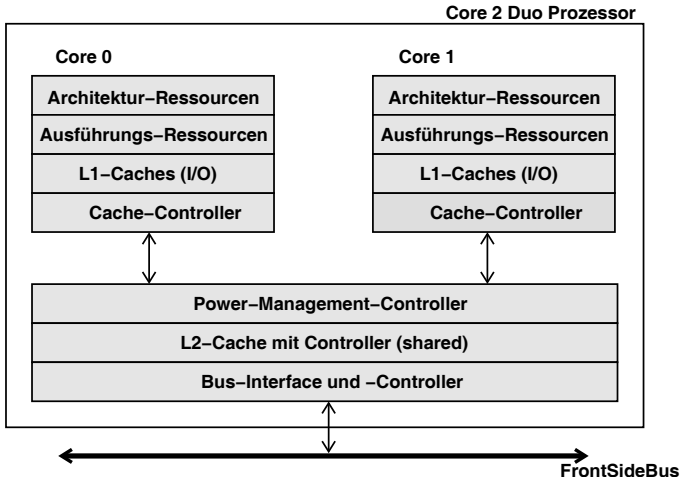 Core 2 Duo Prozessor
Core 0
Core 1
Architektur−Ressourcen
Ausführungs−Ressourcen
L1−Caches (I/O)
Cache−Controller
Architektur−Ressourcen
Ausführungs−Ressourcen
L1−Caches (I/O)
Cache−Controller
Power−Management−Controller
L2−Cache mit Controller (shared)
Bus−Interface und −Controller
FrontSideBus